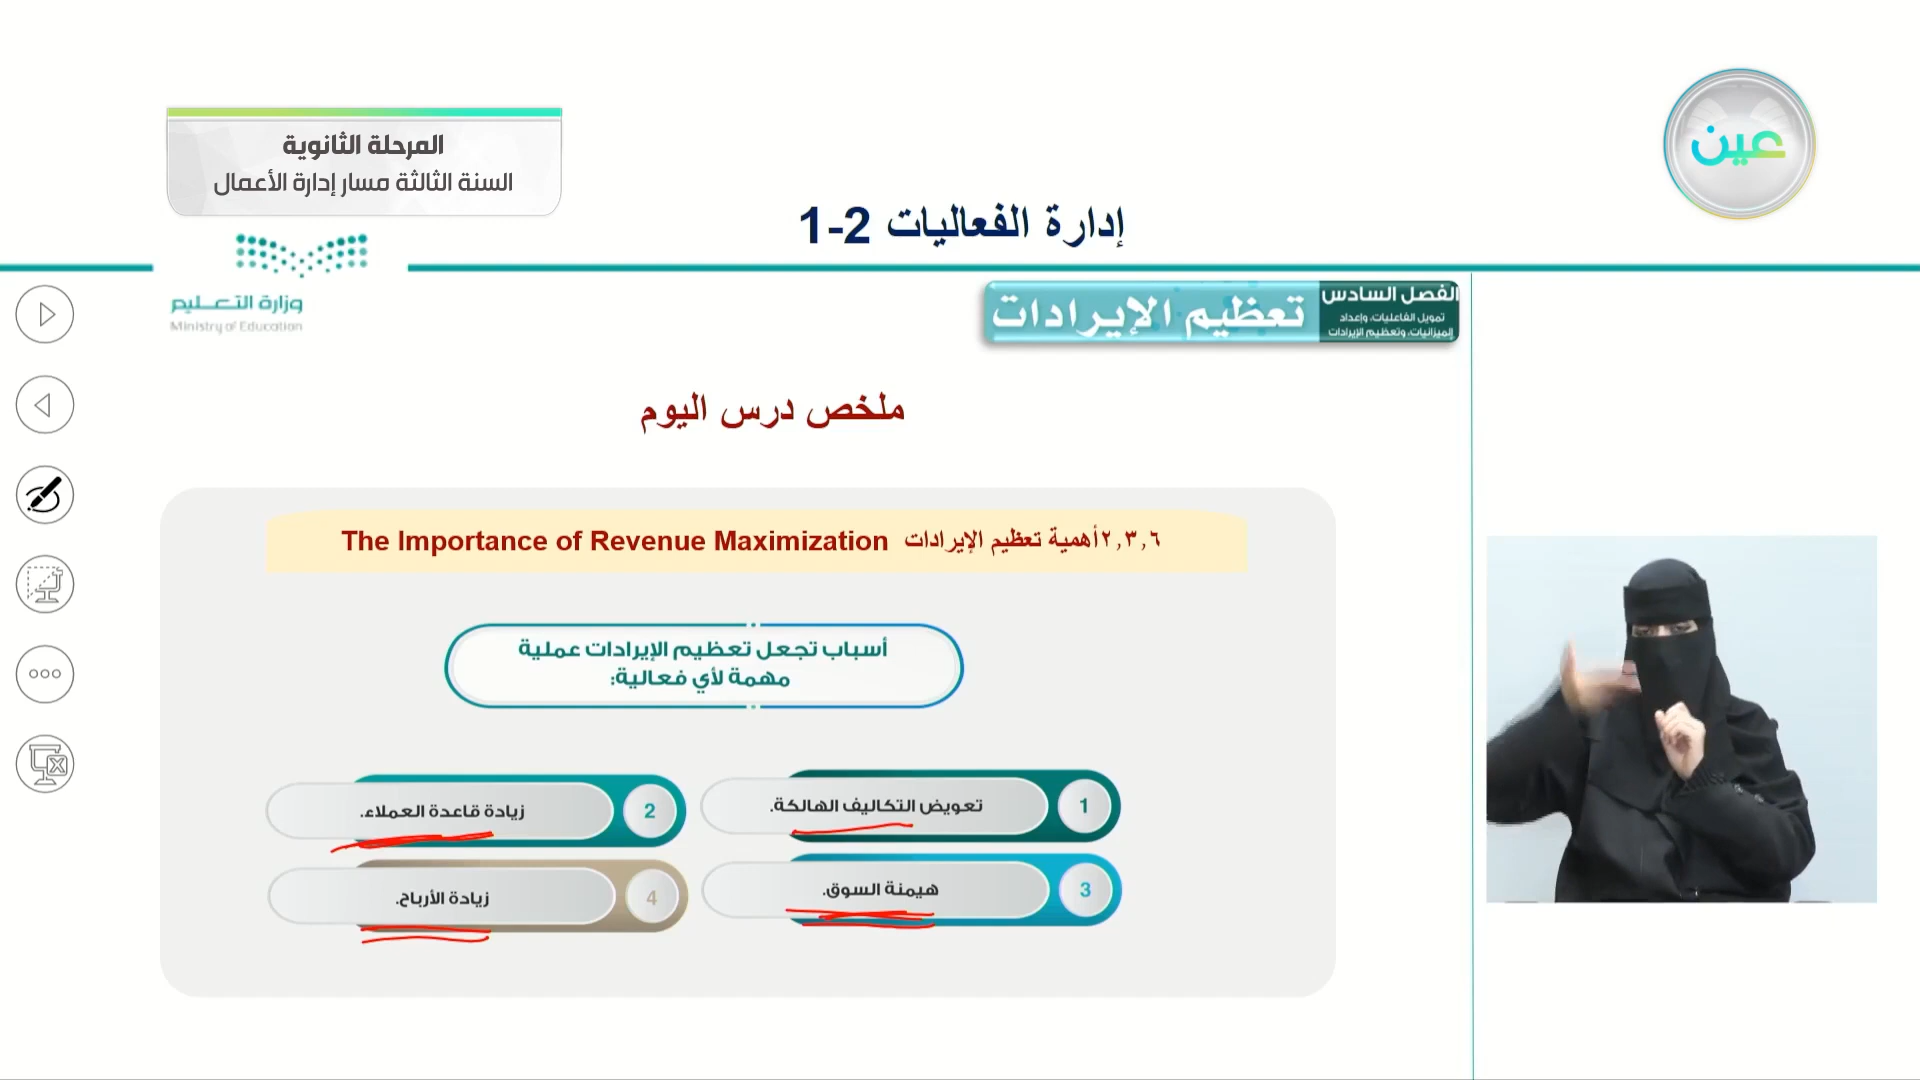 المرحلة الثانوية
السنة الثالثة مسار إدارة الأعمال
عين
إدارة الفعاليات 2-1
وزارة التعـــليم
Ministry of Education
الفصل السادس
تمويل الفاعليات، وإعداد
الميزانيات، وتعظيم الإيرادات
تعظيم الإيرادات
ملخص درس اليوم
٢,٣,٦ أهمية تعظيم الإيرادات The Importance of Revenue Maximization
أسباب تجعل تعظيم الإيرادات عملية
مهمة لأي فعالية:
1 تعويض التكاليف الهالكة.
2 زيادة قاعدة العملاء.
3 هيمنة السوق.
4 زيادة الأرباح.